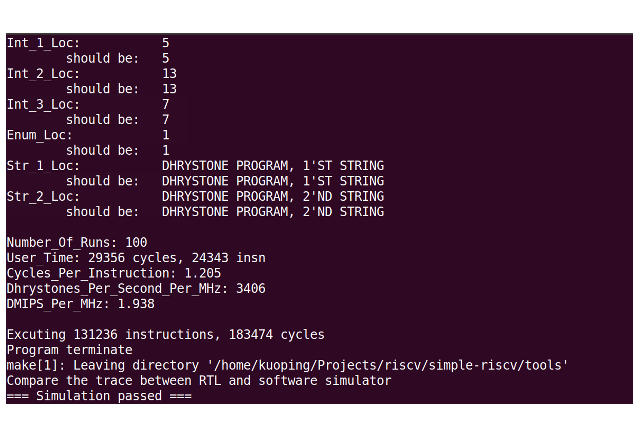 Int_1_Loc: 5
should be: 5
Int_2_Loc: 13
should be: 13
Int_3_Loc: 7
should be: 7
Enum_Loc: 1
should be: 1
Str_1_Loc: DHRYSTONE PROGRAM, 1'ST STRING
should be: DHRYSTONE PROGRAM, 1'ST STRING
Str_2_Loc: DHRYSTONE PROGRAM, 2'ND STRING
should be: DHRYSTONE PROGRAM, 2'ND STRING
Number_Of_Runs: 100
User_Time: 29356 cycles, 24343 insn
Cycles_Per_Instruction: 1.205
Dhrystones_Per_Second_Per_MHz: 3406
DMIPS_Per_MHz: 1.938
Excuting 131236 instructions, 183474 cycles
Program terminate
make[1]: Leaving directory '/home/kuoping/Projects/riscv/simple-riscv/tools'
Compare the trace between RTL and software simulator
=== Simulation passed ===